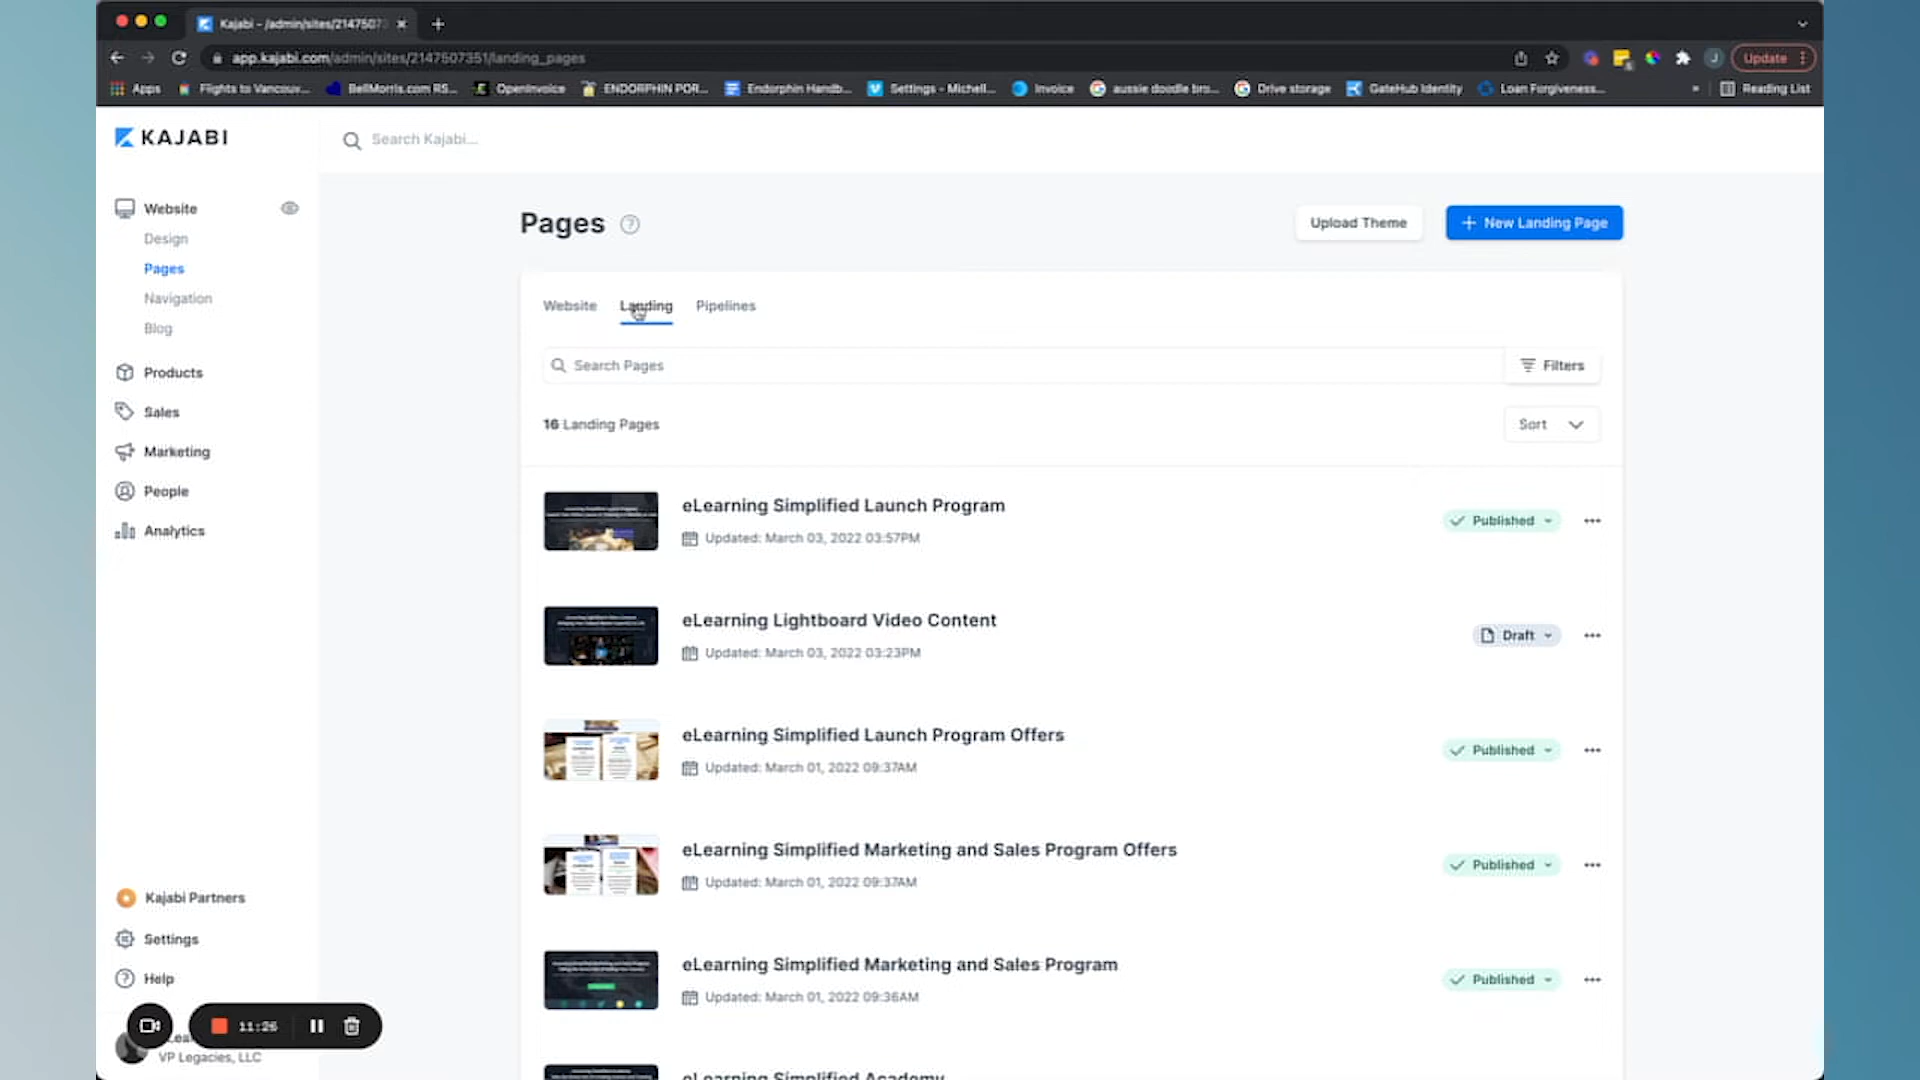 Kajabi - /admin/sites/2147507
app.kajabi.com/admin/sites/2147507351/landing_pages
Update
Apps
Flights to Vancouv...
BellMorris.com RS...
OpenInvoice
ENDORPHIN POR...
Endorphin Handb...
Settings - Michell...
Invoice
aussie doodle bro...
Drive storage
GateHub Identity
Loan Forgiveness...
»
Reading List
KAJABI
Search Kajabi...
Website
Design
Pages
Navigation
Blog
Products
Sales
Marketing
People
Analytics
Kajabi Partners
Settings
Help
11:26
VP Legacies, LLC
Pages
Upload Theme
+ New Landing Page
Website
Landing
Pipelines
Search Pages
Filters
16 Landing Pages
Sort
eLearning Simplified Launch Program
Updated: March 03, 2022 03:57PM
Published
eLearning Lightboard Video Content
Updated: March 03, 2022 03:23PM
Draft
eLearning Simplified Launch Program Offers
Updated: March 01, 2022 09:37AM
Published
eLearning Simplified Marketing and Sales Program Offers
Updated: March 01, 2022 09:37AM
Published
eLearning Simplified Marketing and Sales Program
Updated: March 01, 2022 09:36AM
Published
eLearning Simplified Academy